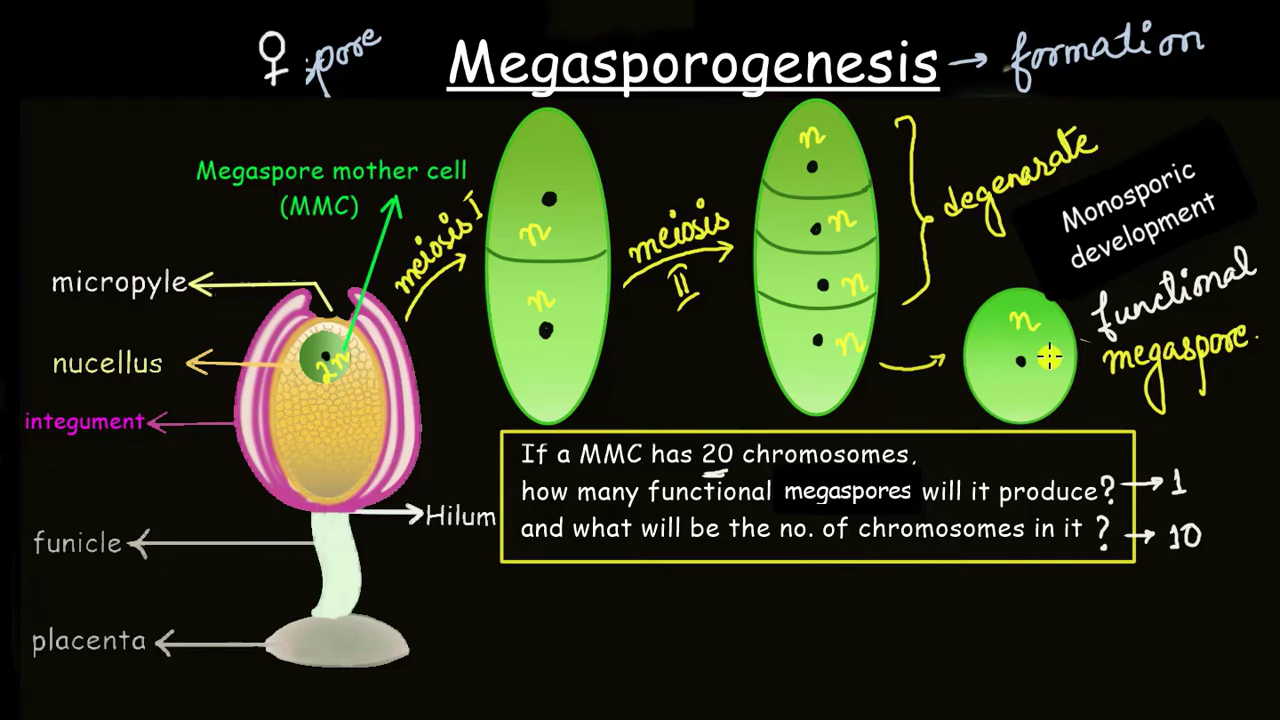 ♀ spore
Megasporogenesis → formation
Megaspore mother cell
(MMC)
meiosis I
meiosis
II
n
n
n
n
n
n
degenarate
Monosporic
development
n
functional
megaspore.
micropyle
2n
nucellus
integument
Hilum
funicle
placenta
If a MMC has 20 chromosomes,
how many functional megaspores will it produce? → 1
and what will be the no. of chromosomes in it ? → 10